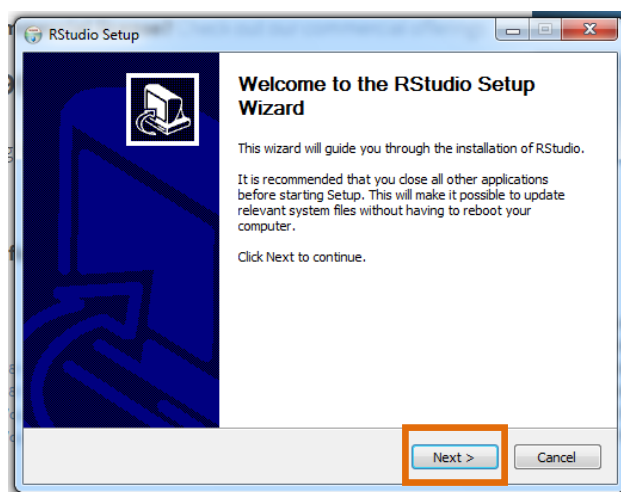 RStudio Setup
Welcome to the RStudio Setup
Wizard
This wizard will guide you through the installation of RStudio.
It is recommended that you close all other applications
before starting Setup. This will make it possible to update
relevant system files without having to reboot your
computer.
Click Next to continue.
Next >
Cancel